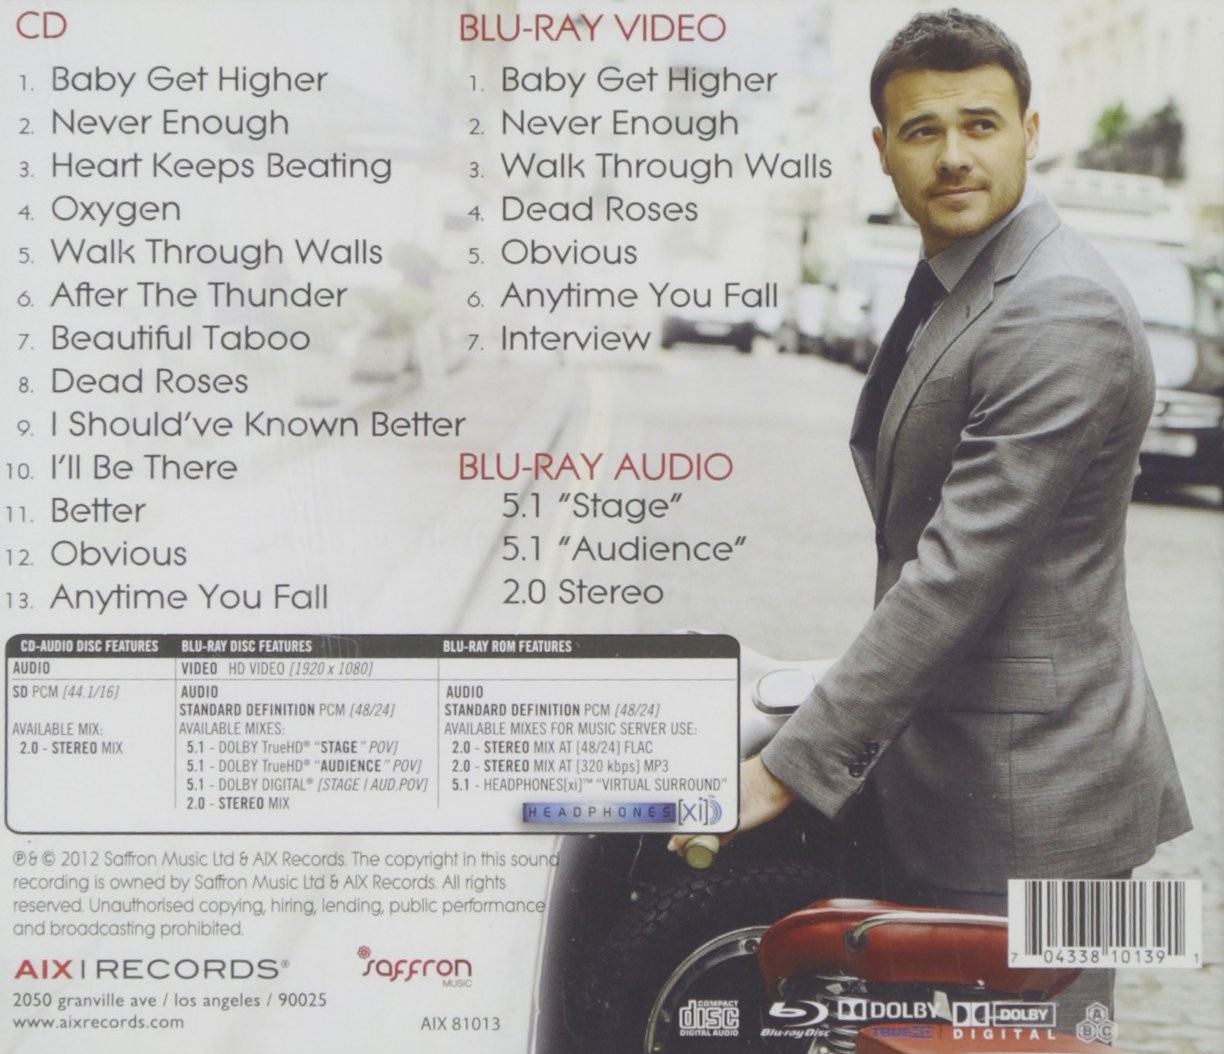 CD
1. Baby Get Higher
2. Never Enough
3. Heart Keeps Beating
4. Oxygen
5. Walk Through Walls
6. After The Thunder
7. Beautiful Taboo
8. Dead Roses
9. I Should've Known Better
10. I'll Be There
11. Better
12. Obvious
13. Anytime You Fall
BLU-RAY VIDEO
1. Baby Get Higher
2. Never Enough
3. Walk Through Walls
4. Dead Roses
5. Obvious
6. Anytime You Fall
7. Interview
BLU-RAY AUDIO
5.1 "Stage"
5.1 "Audience"
2.0 Stereo
CD-AUDIO DISC FEATURES
AUDIO
SD PCM [44.1/16]
AVAILABLE MIX:
2.0 - STEREO MIX
BLU-RAY DISC FEATURES
VIDEO HD VIDEO [1920 x 1080]
AUDIO
STANDARD DEFINITION PCM [48/24]
AVAILABLE MIXES:
5.1 - DOLBY TrueHD® "STAGE" POV]
5.1 - DOLBY TrueHD® "AUDIENCE" POV]
5.1 - DOLBY DIGITAL® [STAGE / AUD.POV]
2.0 - STEREO MIX
BLU-RAY ROM FEATURES
AUDIO
STANDARD DEFINITION PCM [48/24]
AVAILABLE MIXES FOR MUSIC SERVER USE:
2.0 - STEREO MIX AT [48/24] FLAC
2.0 - STEREO MIX AT [320 kbps] MP3
5.1 - HEADPHONES[xi]™ "VIRTUAL SURROUND"
HEADPHONES[xi]
℗& © 2012 Saffron Music Ltd & AIX Records. The copyright in this sound
recording is owned by Saffron Music Ltd & AIX Records. All rights
reserved. Unauthorised copying, hiring, lending, public performance
and broadcasting prohibited.
AIX | RECORDS®
2050 granville ave / los angeles / 90025
www.aixrecords.com
saffron
MUSIC
AIX 81013
7 04338 10139 1
COMPACT
disc
DIGITAL AUDIO
Blu-ray Disc
DOLBY
TRUEHD
DOLBY
DIGITAL
A
B C